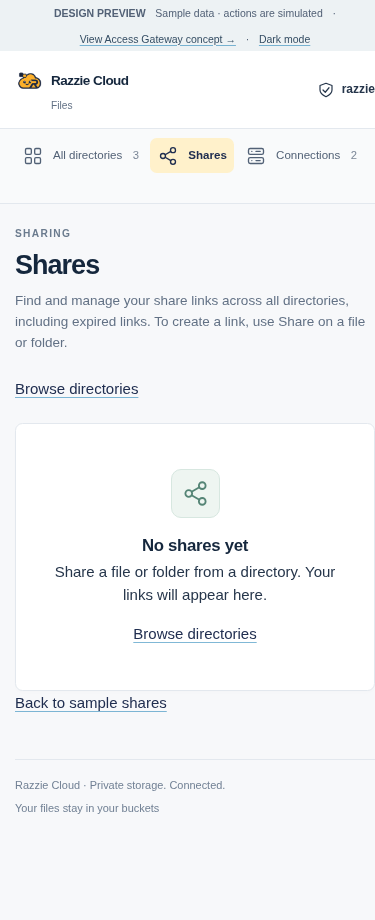 DESIGN PREVIEW Sample data · actions are simulated ·
View Access Gateway concept → · Dark mode
Razzie Cloud
Files
razzie
All directories 3 Shares Connections 2
SHARING
Shares
Find and manage your share links across all directories,
including expired links. To create a link, use Share on a file
or folder.
Browse directories
No shares yet
Share a file or folder from a directory. Your
links will appear here.
Browse directories
Back to sample shares
Razzie Cloud · Private storage. Connected.
Your files stay in your buckets